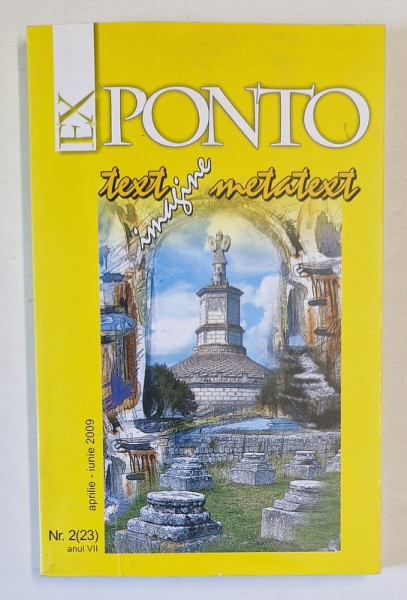 EX PONTO
text imagine metatext
aprilie - iunie 2009
Nr. 2(23)
anul VII